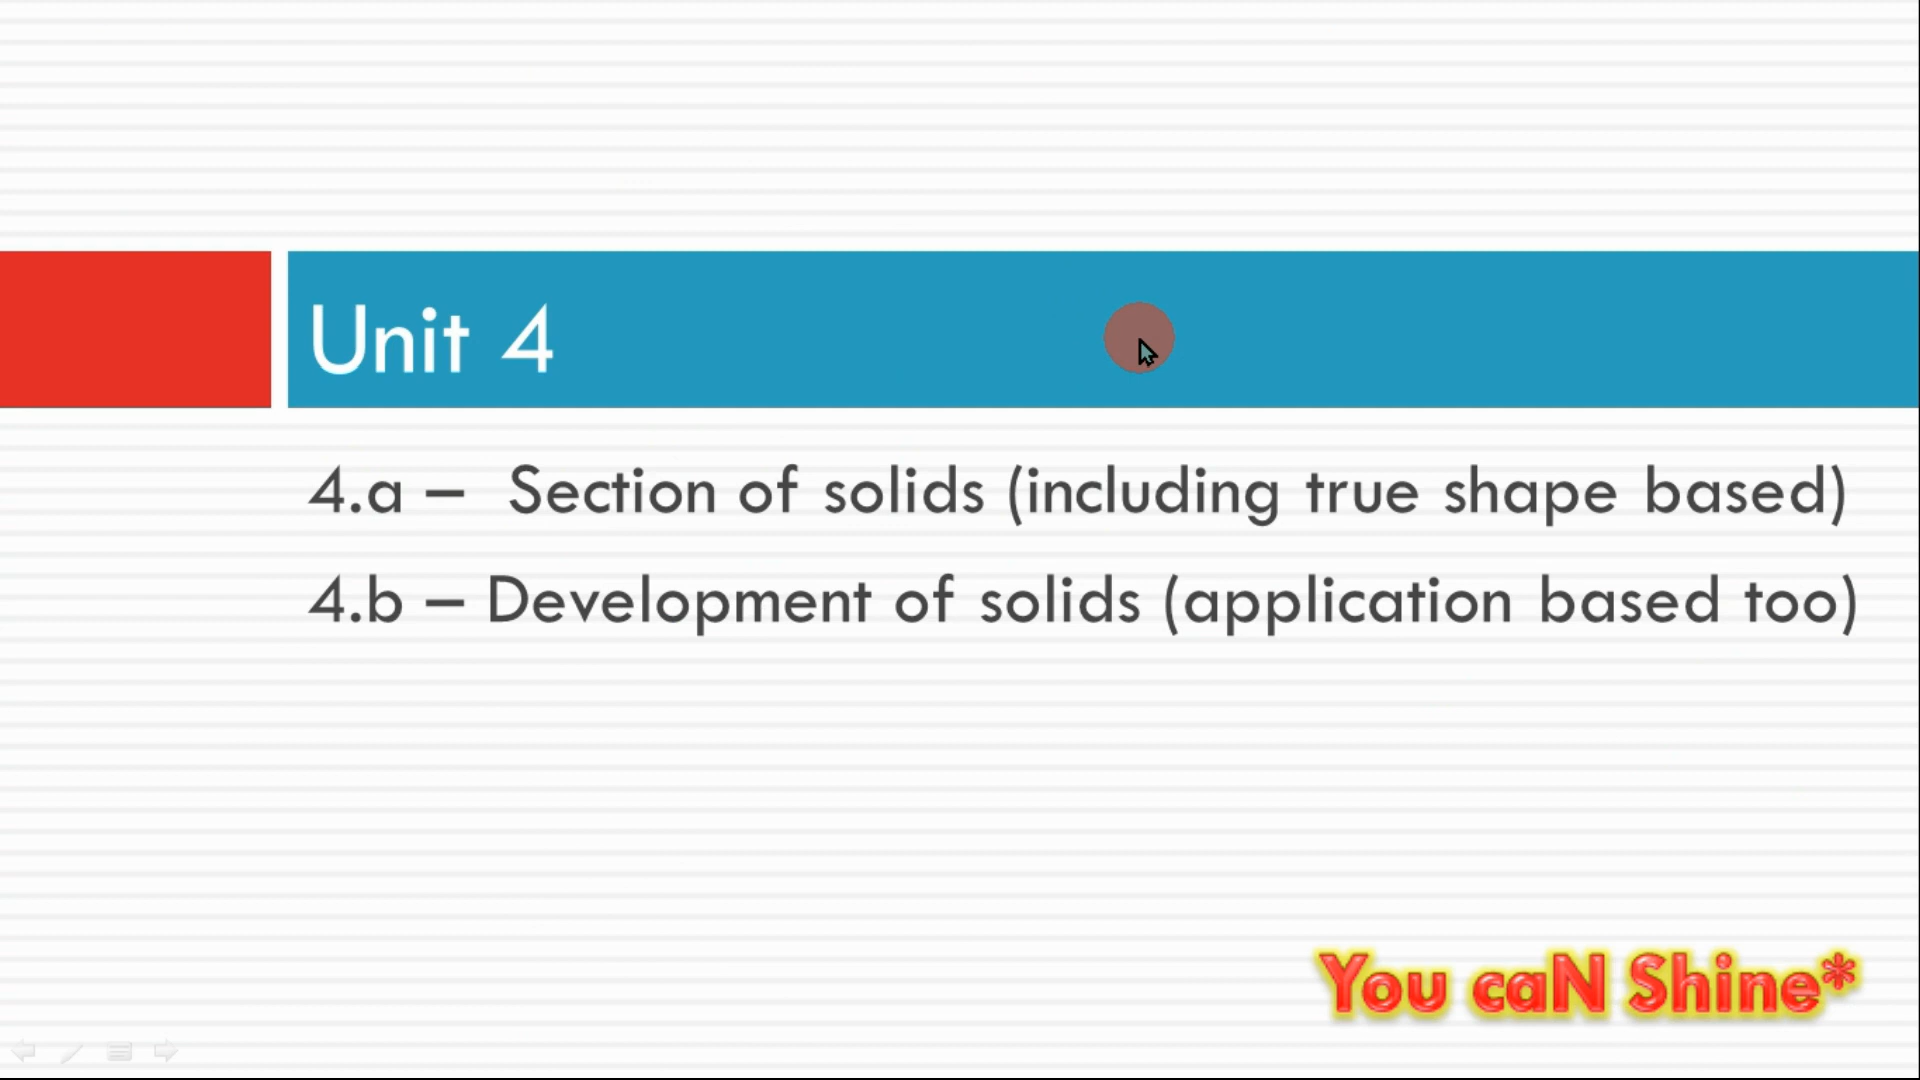 Unit 4
4.a – Section of solids (including true shape based)
4.b – Development of solids (application based too)
You caN Shine*